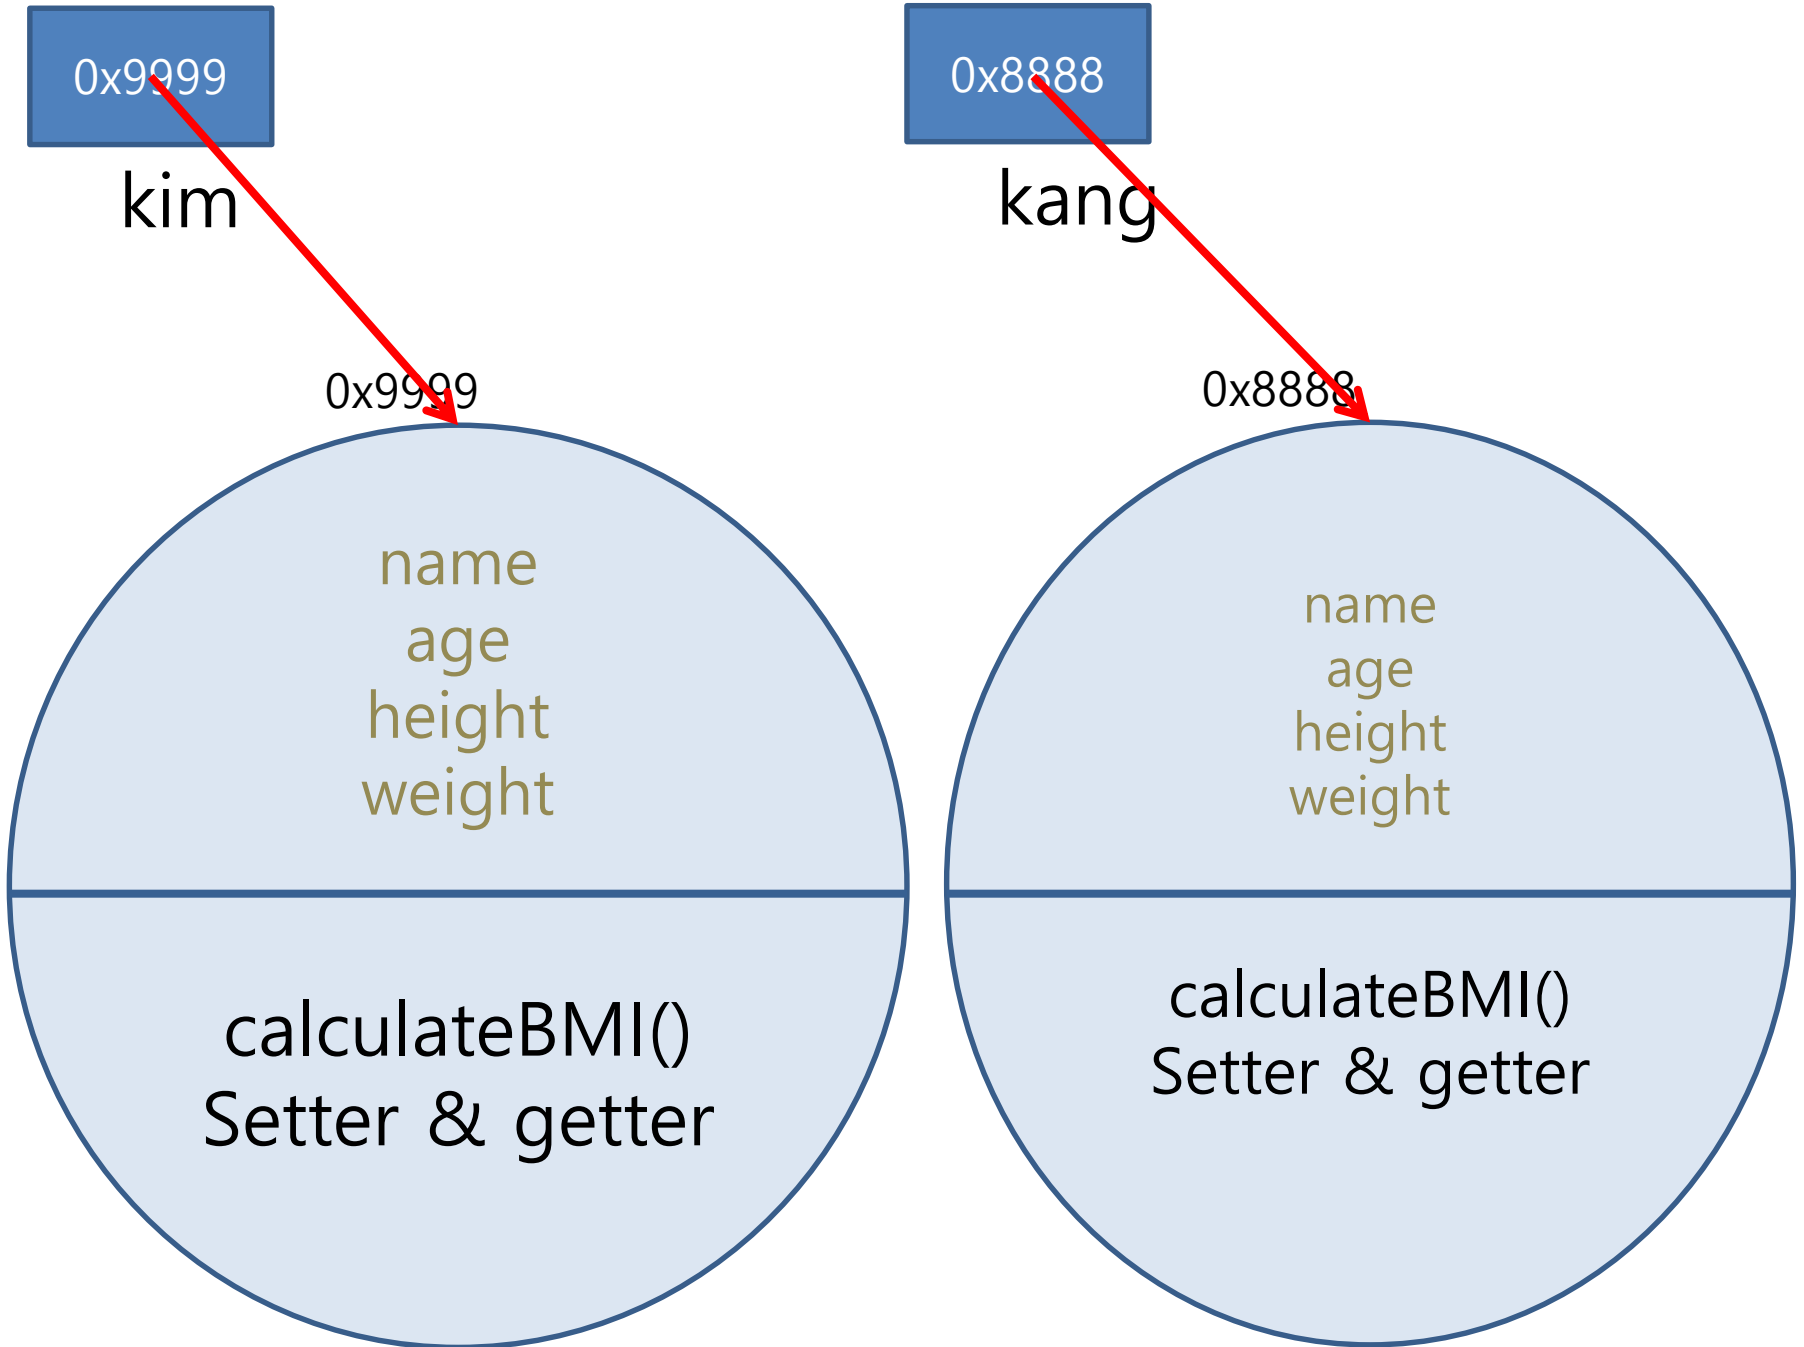 0x9999
kim
0x9999
name
age
height
weight
calculateBMI()
Setter & getter
0x8888
kang
0x8888
name
age
height
weight
calculateBMI()
Setter & getter